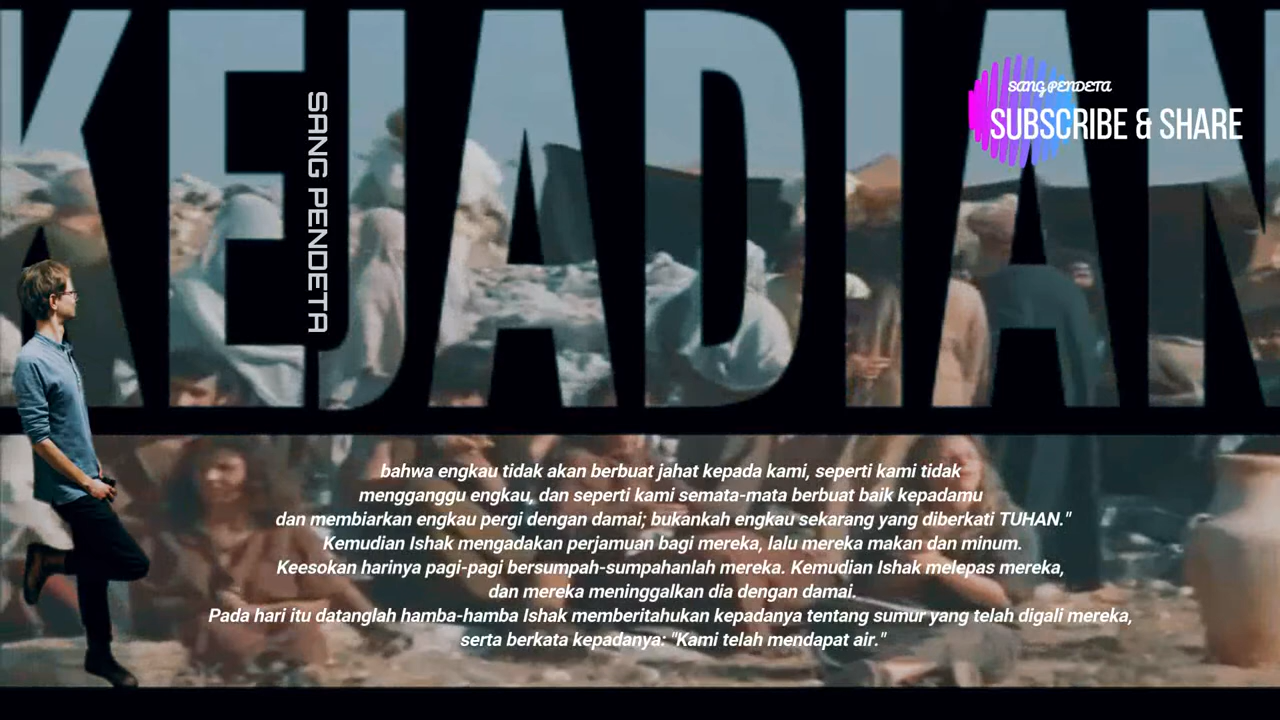 KEJADIAN
SANG PENDETA
SANG PENDETA
SUBSCRIBE & SHARE
bahwa engkau tidak akan berbuat jahat kepada kami, seperti kami tidak
mengganggu engkau, dan seperti kami semata-mata berbuat baik kepadamu
dan membiarkan engkau pergi dengan damai; bukankah engkau sekarang yang diberkati TUHAN."
Kemudian Ishak mengadakan perjamuan bagi mereka, lalu mereka makan dan minum.
Keesokan harinya pagi-pagi bersumpah-sumpahanlah mereka. Kemudian Ishak melepas mereka,
dan mereka meninggalkan dia dengan damai.
Pada hari itu datanglah hamba-hamba Ishak memberitahukan kepadanya tentang sumur yang telah digali mereka,
serta berkata kepadanya: "Kami telah mendapat air."